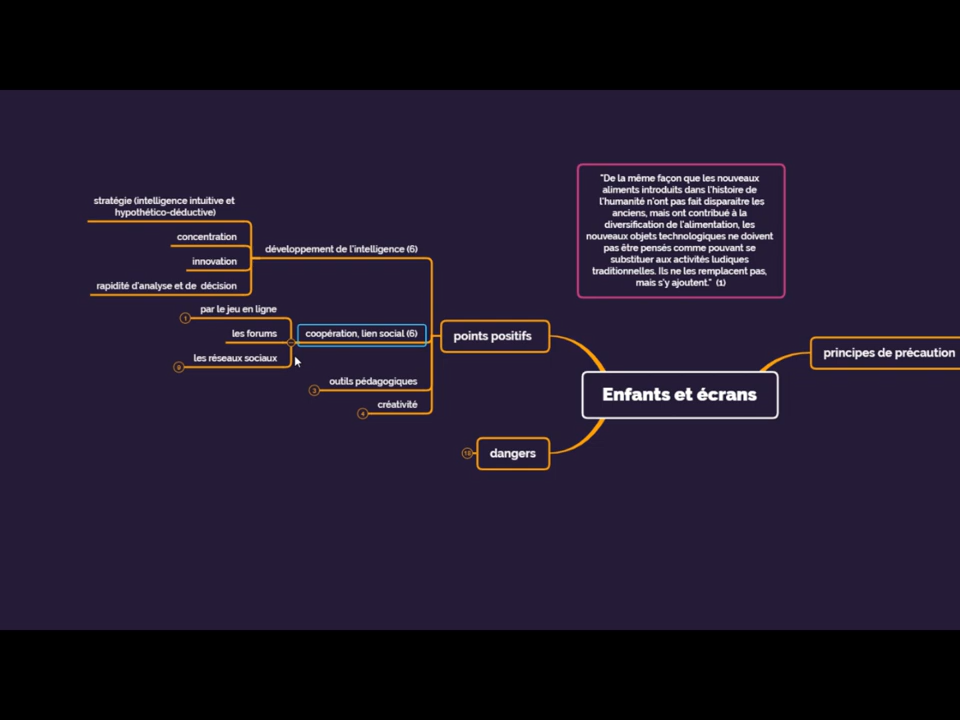 "De la même façon que les nouveaux
aliments introduits dans l'histoire de
l'humanité n'ont pas fait disparaitre les
anciens, mais ont contribué à la
diversification de l'alimentation, les
nouveaux objets technologiques ne doivent
pas être pensés comme pouvant se
substituer aux activités ludiques
traditionnelles. Ils ne les remplacent pas,
mais s'y ajoutent." (1)
stratégie (intelligence intuitive et
hypothético-déductive)
concentration
innovation
rapidité d'analyse et de décision
développement de l'intelligence (6)
par le jeu en ligne
1
les forums
les réseaux sociaux
coopération, lien social (6)
outils pédagogiques
3
créativité
4
points positifs
dangers
Enfants et écrans
principes de précaution